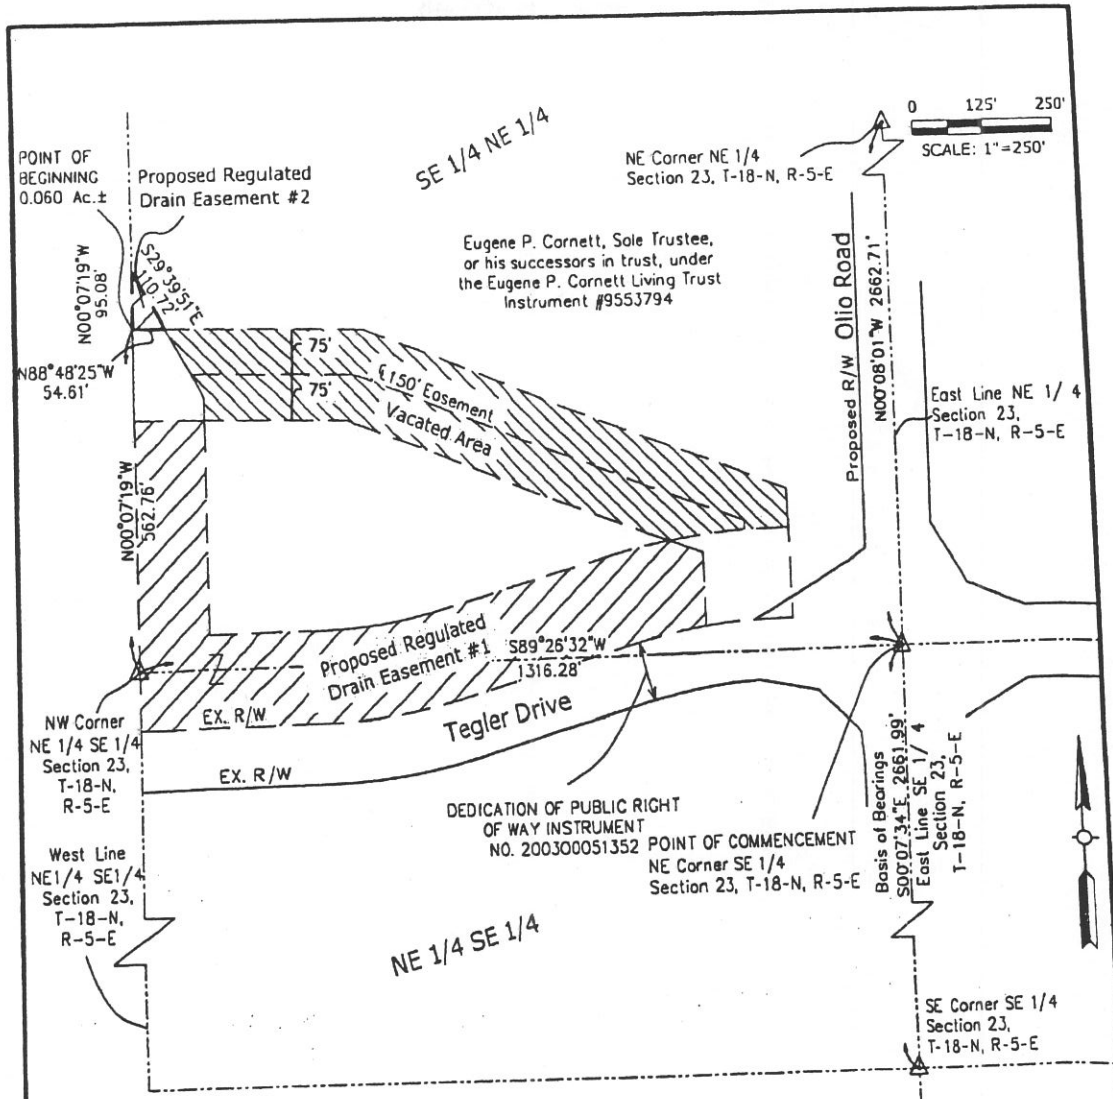 0 125' 250'
SCALE: 1"=250'
SE 1/4 NE 1/4
NE Corner NE 1/4
Section 23, T-18-N, R-5-E
POINT OF
BEGINNING
0.060 Ac.±
Proposed Regulated
Drain Easement #2
Eugene P. Cornett, Sole Trustee,
or his successors in trust, under
the Eugene P. Cornett Living Trust
Instrument #9553794
N00°07'19"W
95.08'
S29°39'51"E
110.72'
N88°48'25"W
54.61'
75'
75'
℄ 150' Easement
Vacated Area
Proposed R/W Olio Road
N00°08'01"W 2662.71'
East Line NE 1/ 4
Section 23,
T-18-N, R-5-E
N00°07'19"W
562.76'
Proposed Regulated
Drain Easement #1
S89°26'32"W
1316.28'
EX. R/W
Tegler Drive
EX. R/W
NW Corner
NE 1/4 SE 1/4
Section 23,
T-18-N,
R-5-E
DEDICATION OF PUBLIC RIGHT
OF WAY INSTRUMENT
NO. 200300051352
POINT OF COMMENCEMENT
NE Corner SE 1/4
Section 23, T-18-N, R-5-E
Basis of Bearings
S00°07'34"E 2661.99'
East Line SE 1/ 4
Section 23,
T-18-N, R-5-E
West Line
NE1/4 SE1/4
Section 23,
T-18-N,
R-5-E
NE 1/4 SE 1/4
SE Corner SE 1/4
Section 23,
T-18-N, R-5-E